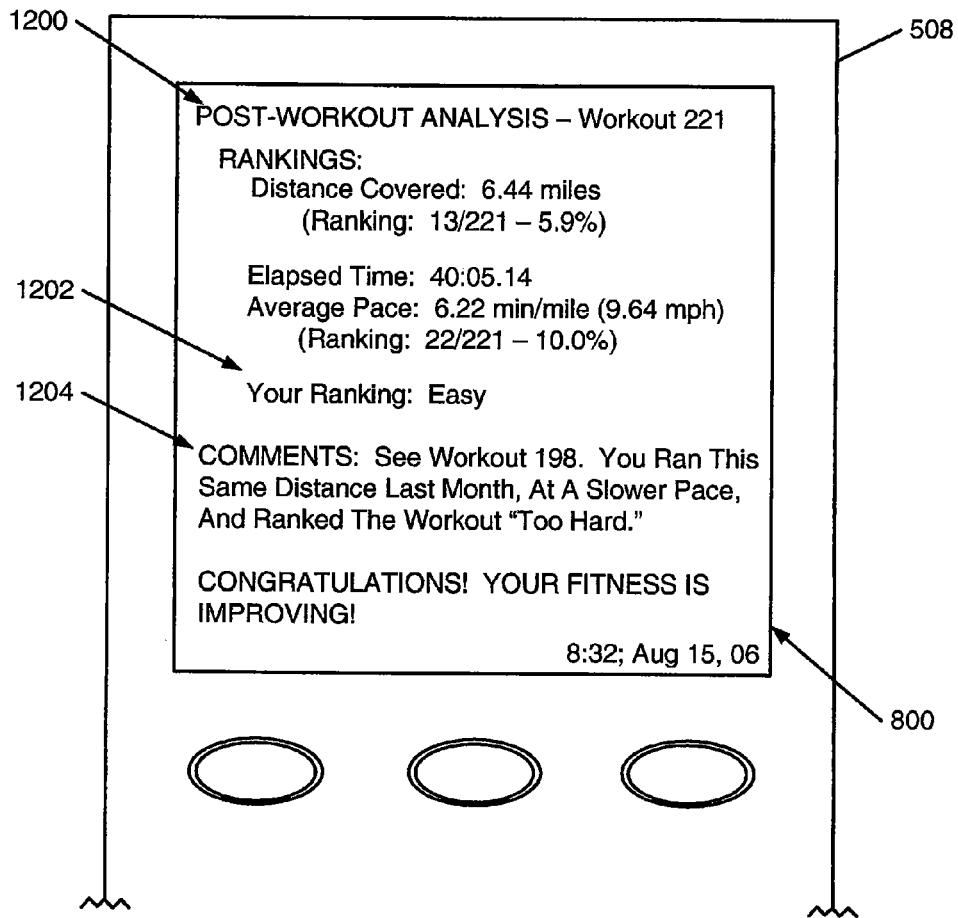 1200
508
POST-WORKOUT ANALYSIS – Workout 221
RANKINGS:
Distance Covered: 6.44 miles
(Ranking: 13/221 – 5.9%)
Elapsed Time: 40:05.14
1202
Average Pace: 6.22 min/mile (9.64 mph)
(Ranking: 22/221 – 10.0%)
Your Ranking: Easy
1204
COMMENTS: See Workout 198. You Ran This
Same Distance Last Month, At A Slower Pace,
And Ranked The Workout “Too Hard.”
CONGRATULATIONS! YOUR FITNESS IS
IMPROVING!
8:32; Aug 15, 06
800